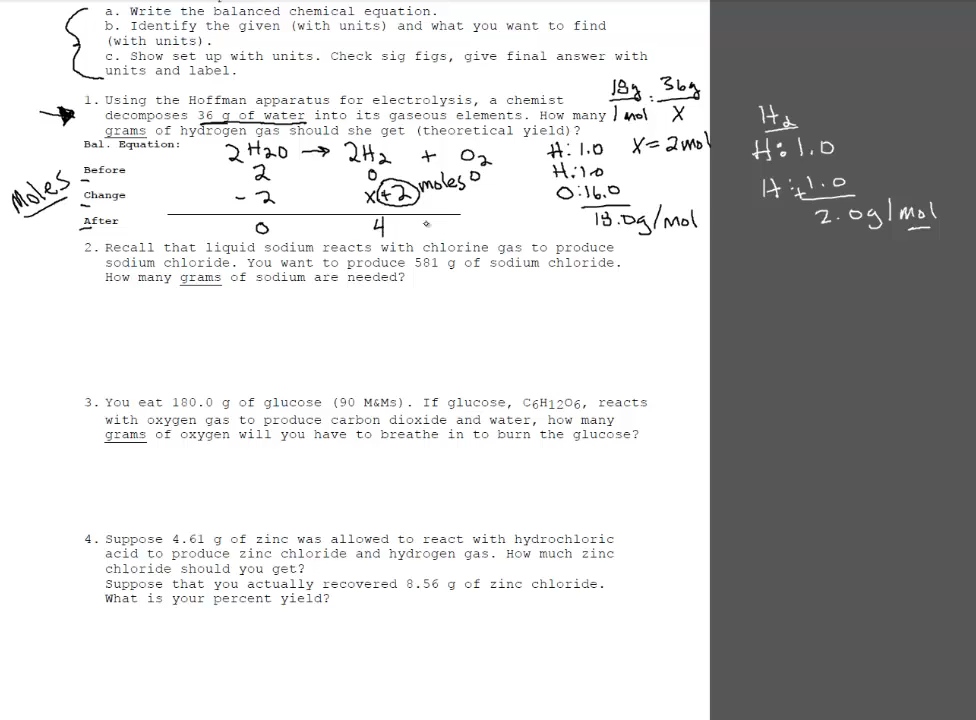 a. Write the balanced chemical equation.
b. Identify the given (with units) and what you want to find
(with units).
c. Show set up with units. Check sig figs, give final answer with
units and label.
1. Using the Hoffman apparatus for electrolysis, a chemist
decomposes 36 g of water into its gaseous elements. How many
grams of hydrogen gas should she get (theoretical yield)?
18g : 36g
1 mol X
X = 2mol
Bal. Equation: 2H2O → 2H2 + O2
Before 2 0 0
Change - 2 x+2 moles
After 0 4
Moles
H: 1.0
H: 1.0
O: 16.0
18.0g/mol
H2
H: 1.0
H: +1.0
2.0g/mol
2. Recall that liquid sodium reacts with chlorine gas to produce
sodium chloride. You want to produce 581 g of sodium chloride.
How many grams of sodium are needed?
3. You eat 180.0 g of glucose (90 M&Ms). If glucose, C6H12O6, reacts
with oxygen gas to produce carbon dioxide and water, how many
grams of oxygen will you have to breathe in to burn the glucose?
4. Suppose 4.61 g of zinc was allowed to react with hydrochloric
acid to produce zinc chloride and hydrogen gas. How much zinc
chloride should you get?
Suppose that you actually recovered 8.56 g of zinc chloride.
What is your percent yield?